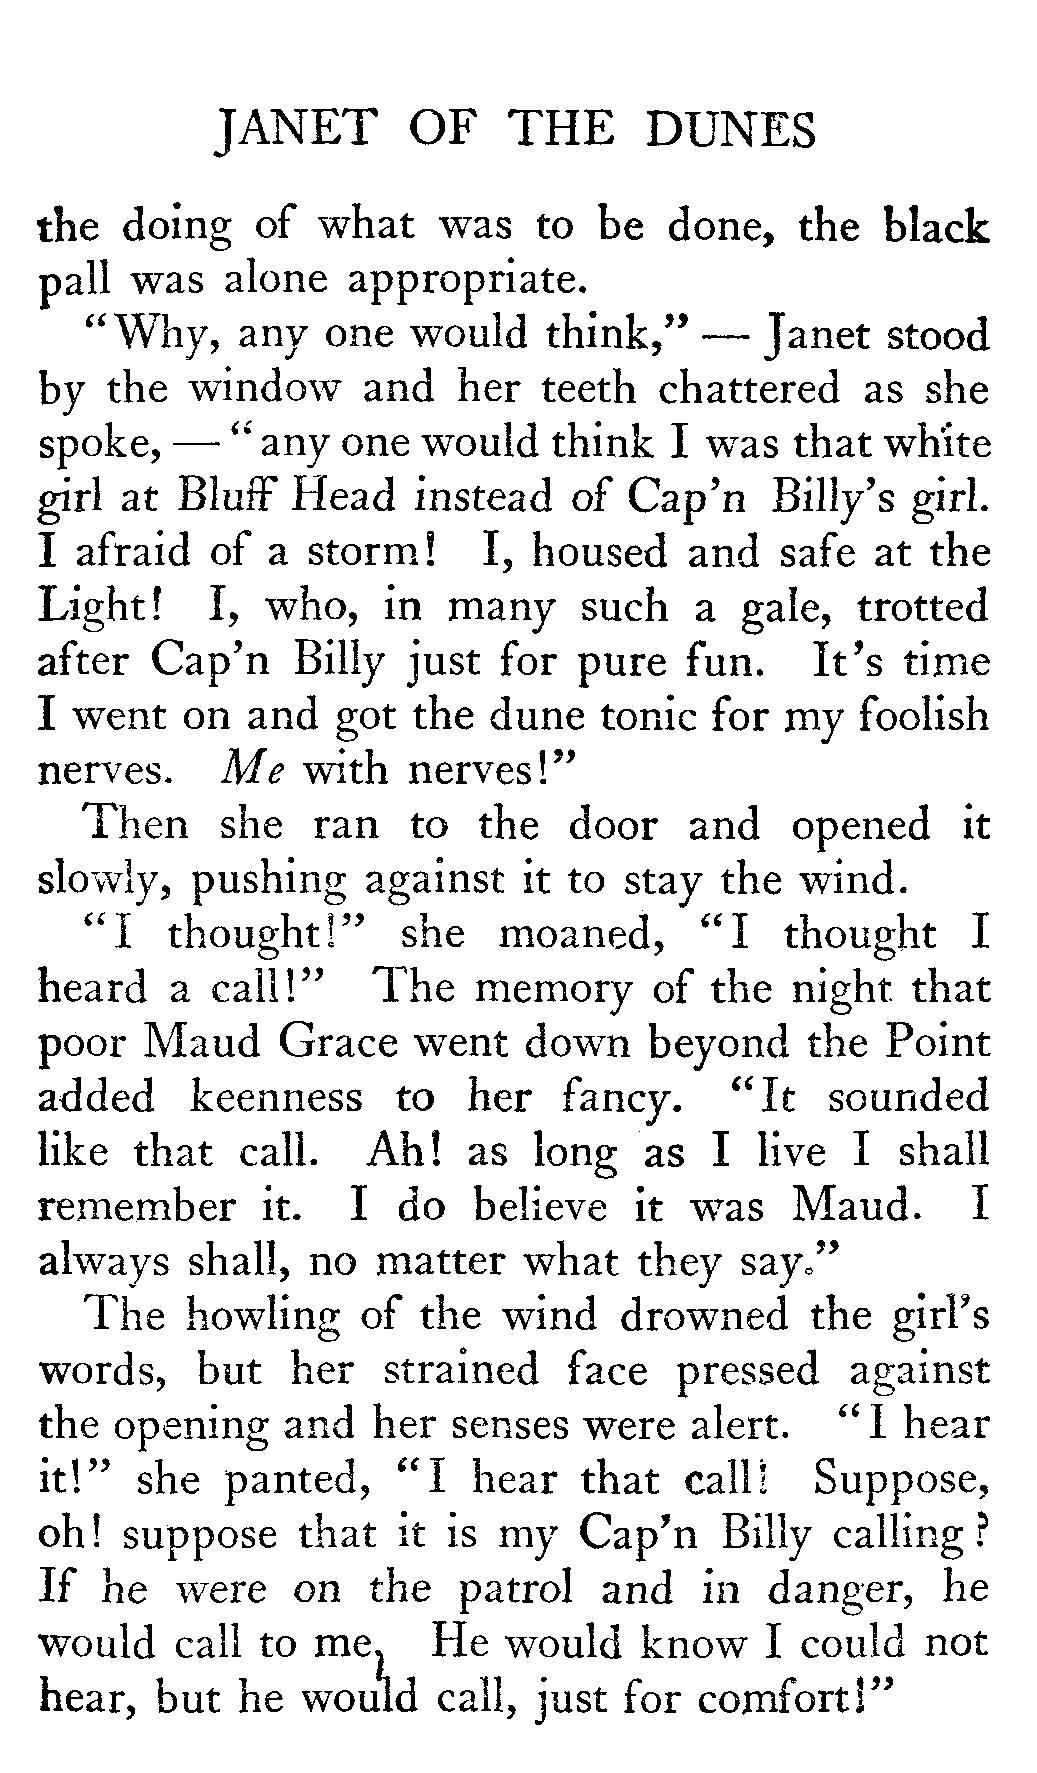 JANET OF THE DUNES
the doing of what was to be done, the black
pall was alone appropriate.
"Why, any one would think," — Janet stood
by the window and her teeth chattered as she
spoke, — "any one would think I was that white
girl at Bluff Head instead of Cap'n Billy's girl.
I afraid of a storm! I, housed and safe at the
Light! I, who, in many such a gale, trotted
after Cap'n Billy just for pure fun. It's time
I went on and got the dune tonic for my foolish
nerves. Me with nerves!"
Then she ran to the door and opened it
slowly, pushing against it to stay the wind.
"I thought!" she moaned, "I thought I
heard a call!" The memory of the night that
poor Maud Grace went down beyond the Point
added keenness to her fancy. "It sounded
like that call. Ah! as long as I live I shall
remember it. I do believe it was Maud. I
always shall, no matter what they say."
The howling of the wind drowned the girl's
words, but her strained face pressed against
the opening and her senses were alert. "I hear
it!" she panted, "I hear that call! Suppose,
oh! suppose that it is my Cap'n Billy calling?
If he were on the patrol and in danger, he
would call to me, He would know I could not
hear, but he would call, just for comfort!"